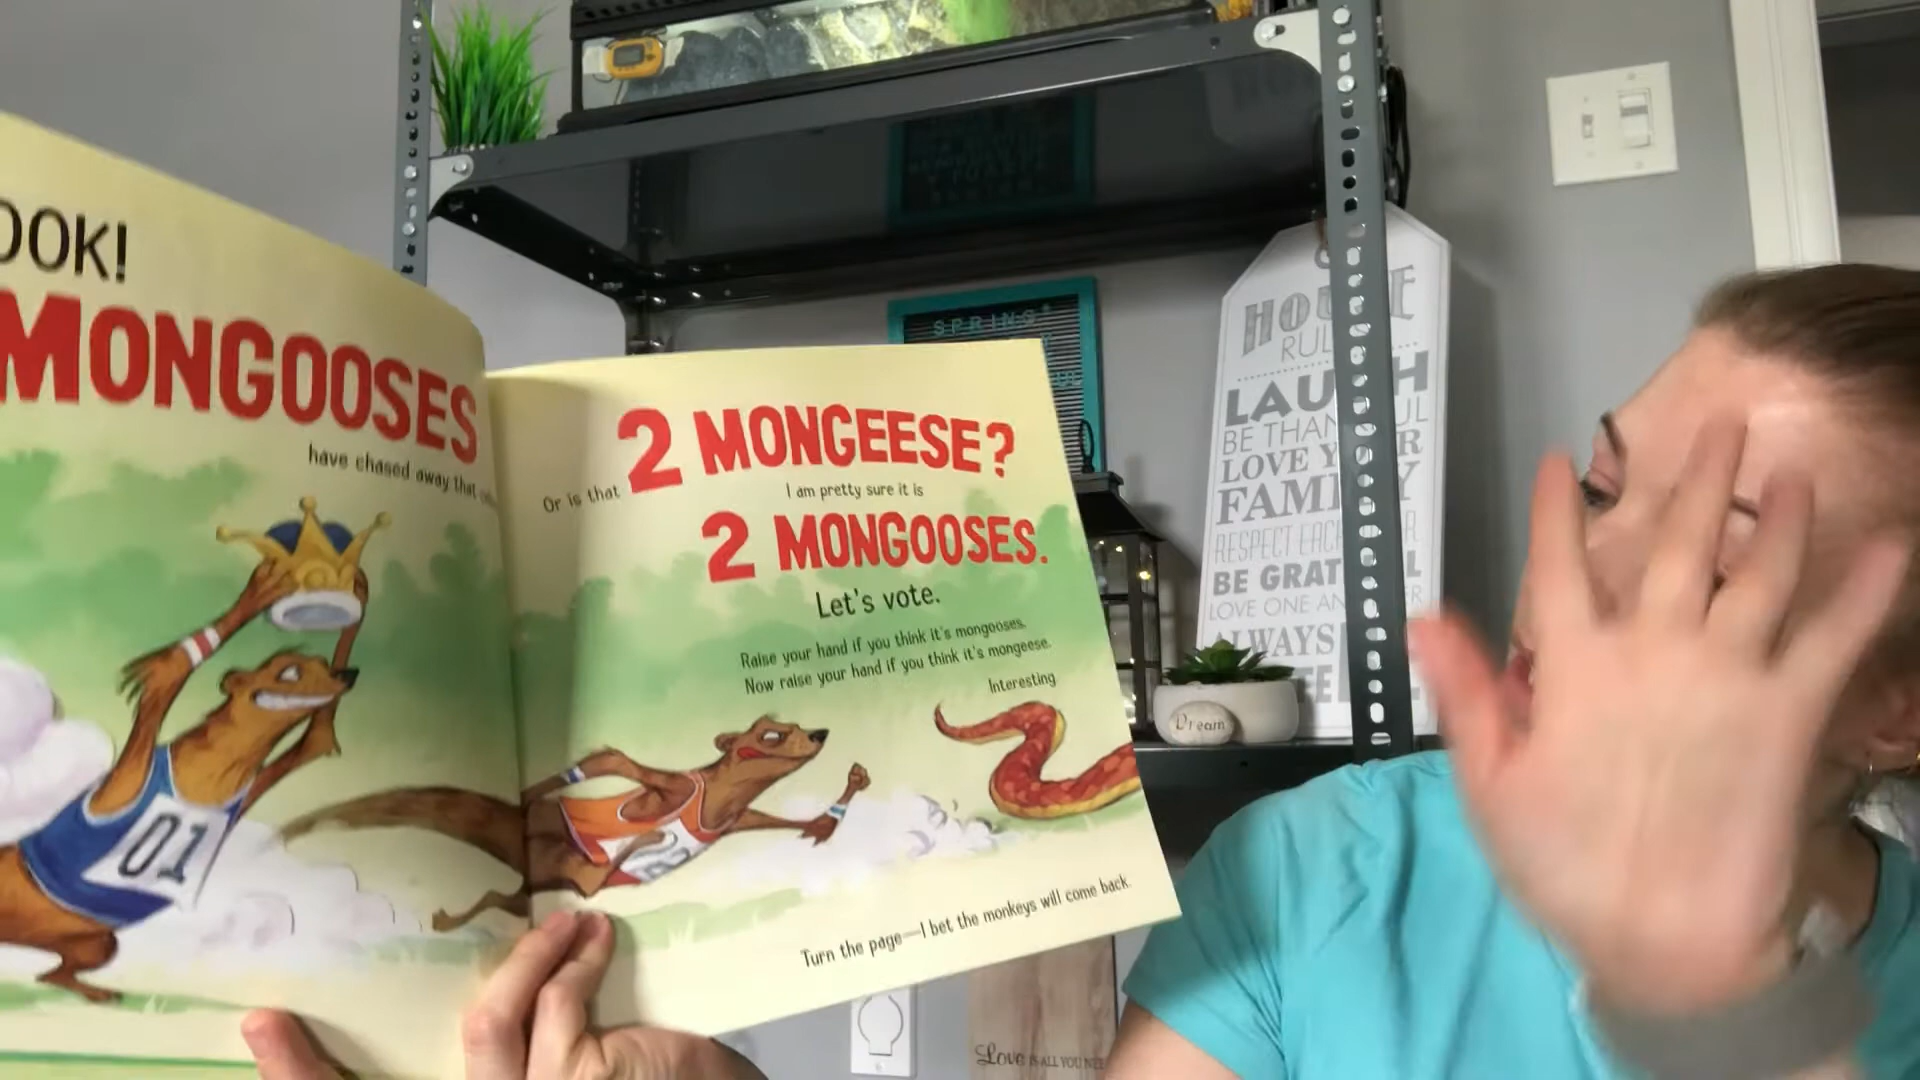 OOK!
MONGOOSES
have chased away that
01
Or is that 2 MONGEESE?
I am pretty sure it is
2 MONGOOSES.
Let's vote.
Raise your hand if you think it's mongooses.
Now raise your hand if you think it's mongeese.
Interesting
Turn the page—I bet the monkeys will come back.
SPRING
HOUSE
RUL
LAUGH
BE THANKFUL
LOVE YOUR
FAMILY
RESPECT EACH OTHER
BE GRATEFUL
LOVE ONE ANOTHER
ALWAYS
Dream
Love IS ALL YOU NEE